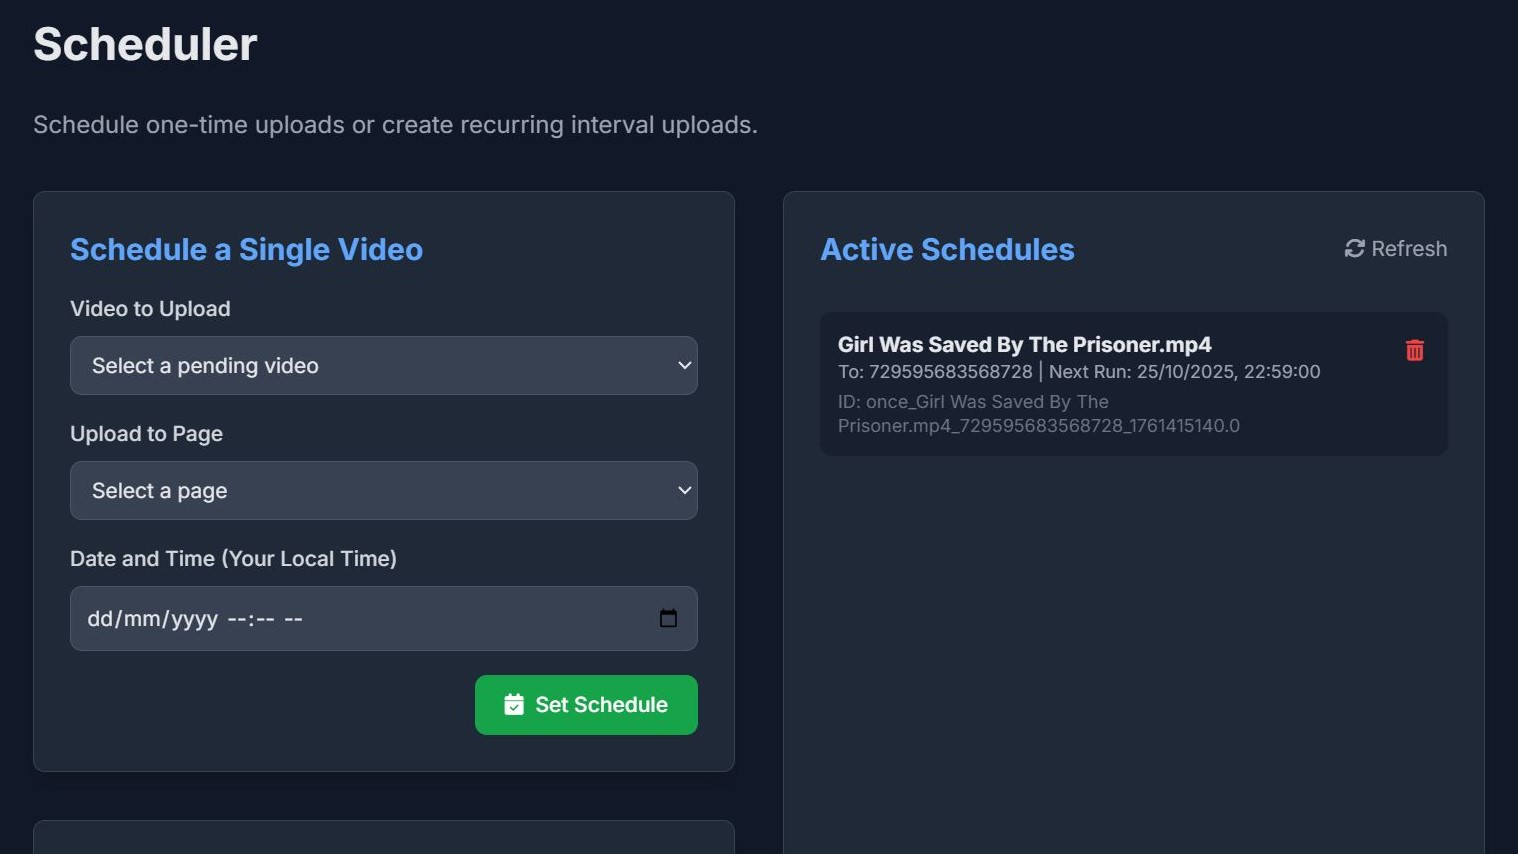 Scheduler
Schedule one-time uploads or create recurring interval uploads.
Schedule a Single Video
Video to Upload
Select a pending video
Upload to Page
Select a page
Date and Time (Your Local Time)
dd/mm/yyyy --:-- --
Set Schedule
Active Schedules
Refresh
Girl Was Saved By The Prisoner.mp4
To: 729595683568728 | Next Run: 25/10/2025, 22:59:00
ID: once_Girl Was Saved By The
Prisoner.mp4_729595683568728_1761415140.0